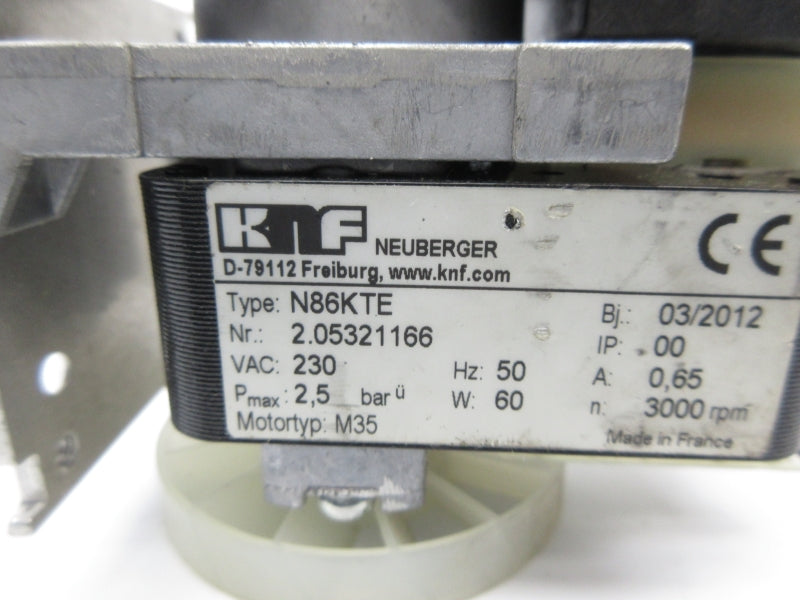 KNF NEUBERGER
D-79112 Freiburg, www.knf.com
CE
Type: N86KTE
Nr.: 2.05321166
VAC: 230 Hz: 50
Pmax: 2,5 bar ü W: 60
Motortyp: M35
Bj.: 03/2012
IP: 00
A: 0,65
n: 3000 rpm
Made in France